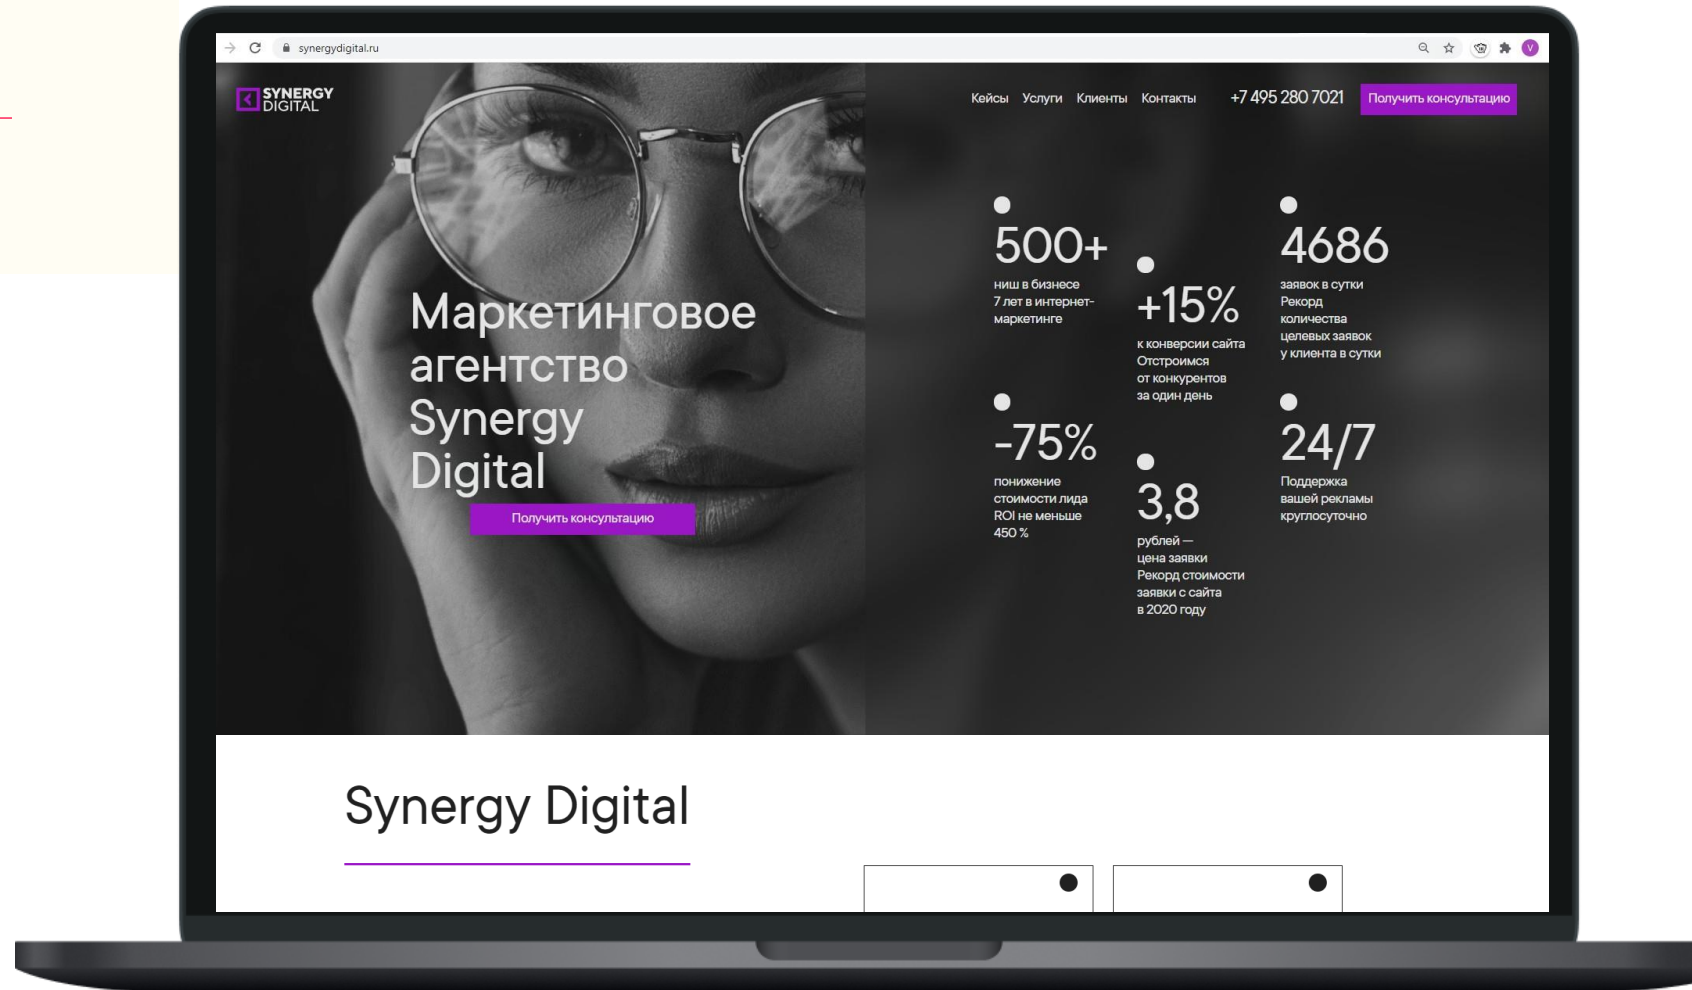 synergydigital.ru
V
SYNERGY
DIGITAL
Кейсы Услуги Клиенты Контакты +7 495 280 7021 Получить консультацию
Маркетинговое
агентство
Synergy
Digital
Получить консультацию
500+
ниш в бизнесе
7 лет в интернет-
маркетинге
+15%
к конверсии сайта
Отстроимся
от конкурентов
за один день
4686
заявок в сутки
Рекорд
количества
целевых заявок
у клиента в сутки
-75%
понижение
стоимости лида
ROI не меньше
450 %
3,8
рублей —
цена заявки
Рекорд стоимости
заявки с сайта
в 2020 году
24/7
Поддержка
вашей рекламы
круглосуточно
Synergy Digital